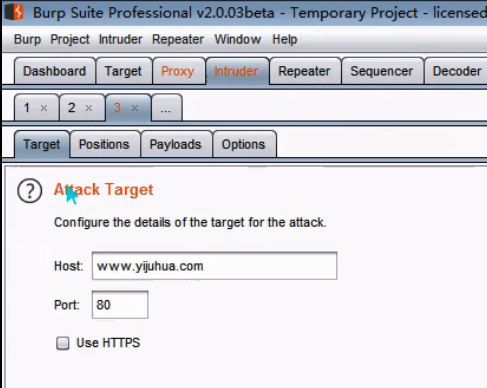 Burp Suite Professional v2.0.03beta - Temporary Project - licensed
Burp Project Intruder Repeater Window Help
Dashboard Target Proxy Intruder Repeater Sequencer Decoder
1 × 2 × 3 × ...
Target Positions Payloads Options
? Attack Target
Configure the details of the target for the attack.
Host: www.yijuhua.com
Port: 80
Use HTTPS